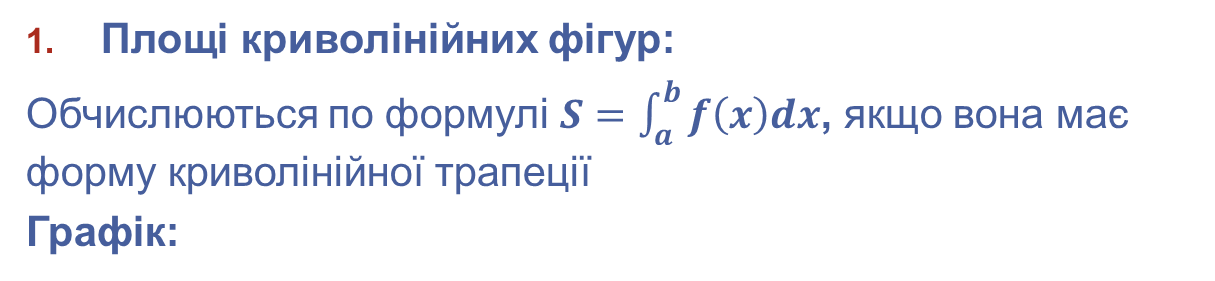 1. Площі криволінійних фігур:
Обчислюються по формулі S = ∫_a^b f(x)dx, якщо вона має
форму криволінійної трапеції
Графік: